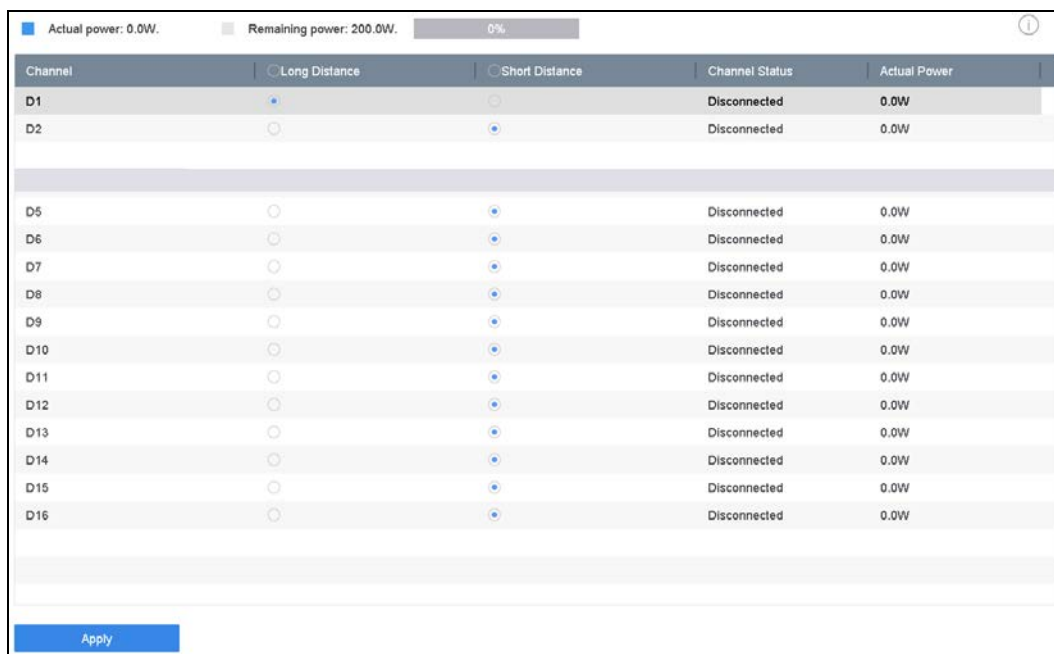 Actual power: 0.0W. Remaining power: 200.0W. 0%
Channel Long Distance Short Distance Channel Status Actual Power
D1 Disconnected 0.0W
D2 Disconnected 0.0W
D5 Disconnected 0.0W
D6 Disconnected 0.0W
D7 Disconnected 0.0W
D8 Disconnected 0.0W
D9 Disconnected 0.0W
D10 Disconnected 0.0W
D11 Disconnected 0.0W
D12 Disconnected 0.0W
D13 Disconnected 0.0W
D14 Disconnected 0.0W
D15 Disconnected 0.0W
D16 Disconnected 0.0W
Apply